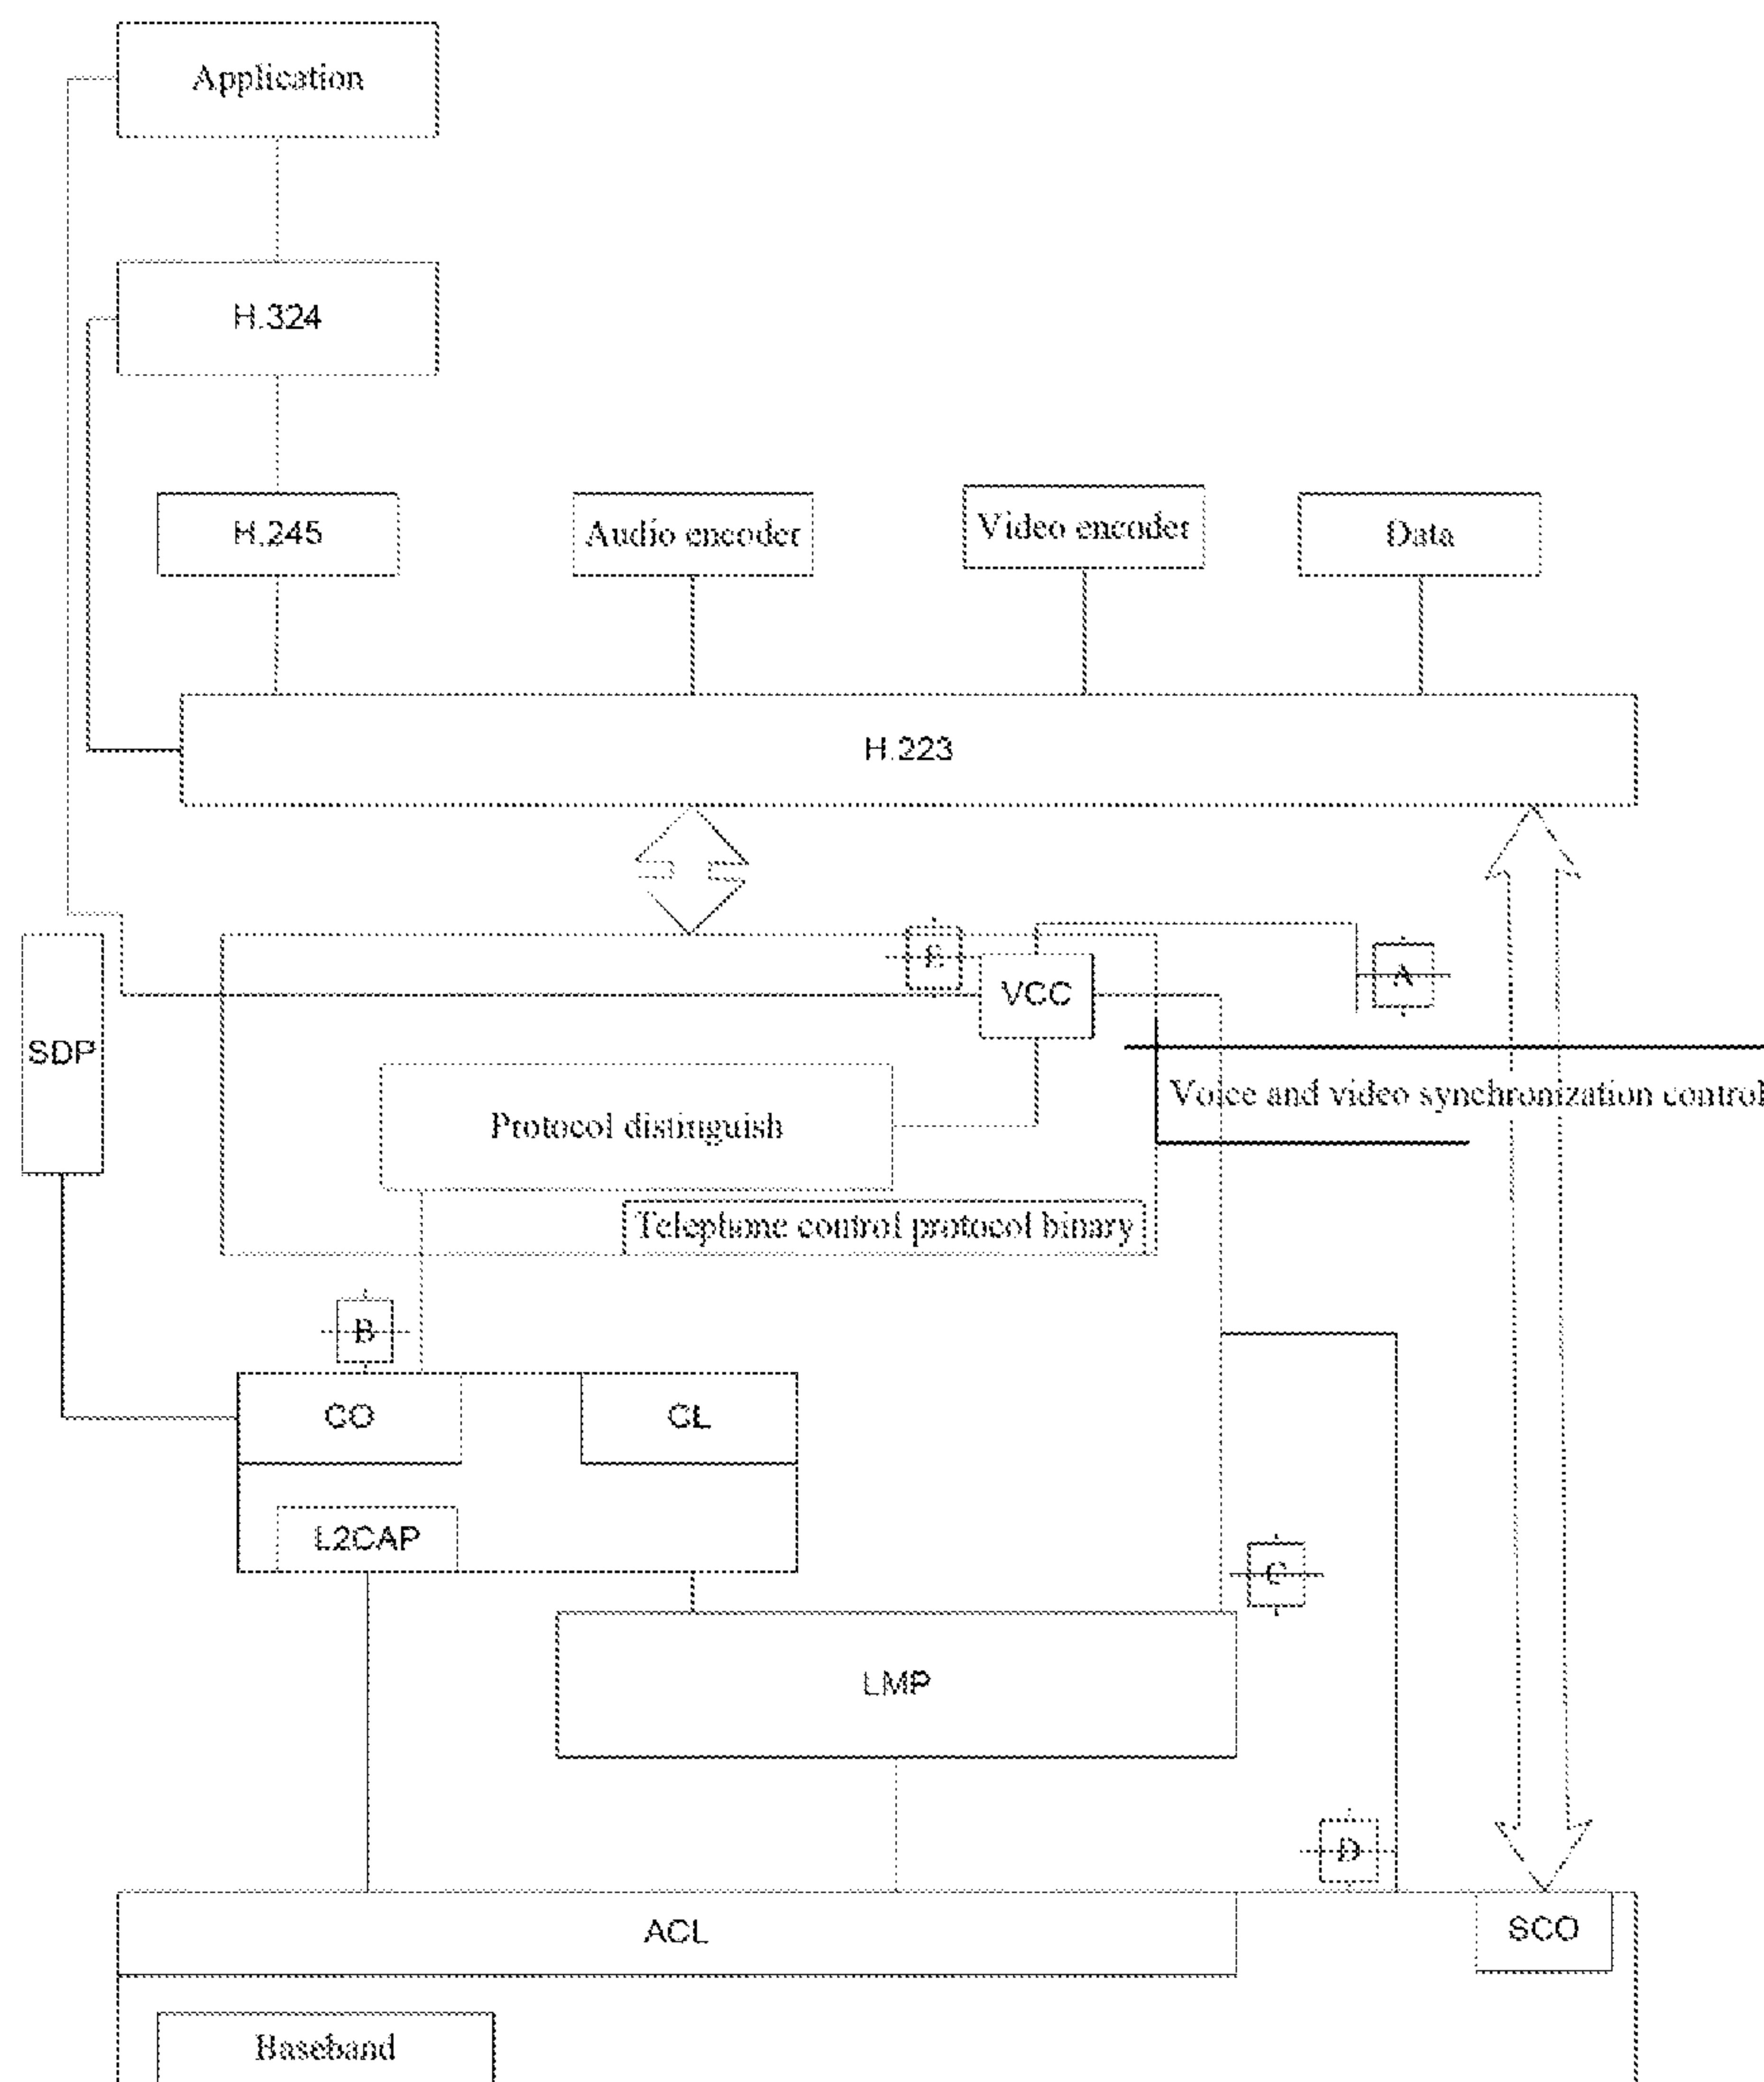 Application
H.324
H.245
Audio encoder
Video encoder
Data
H.223
E
A
VCC
SDP
Voice and video synchronization control
Protocol distinguish
Telephone control protocol binary
B
CO
CL
L2CAP
C
LMP
D
ACL
SCO
Baseband